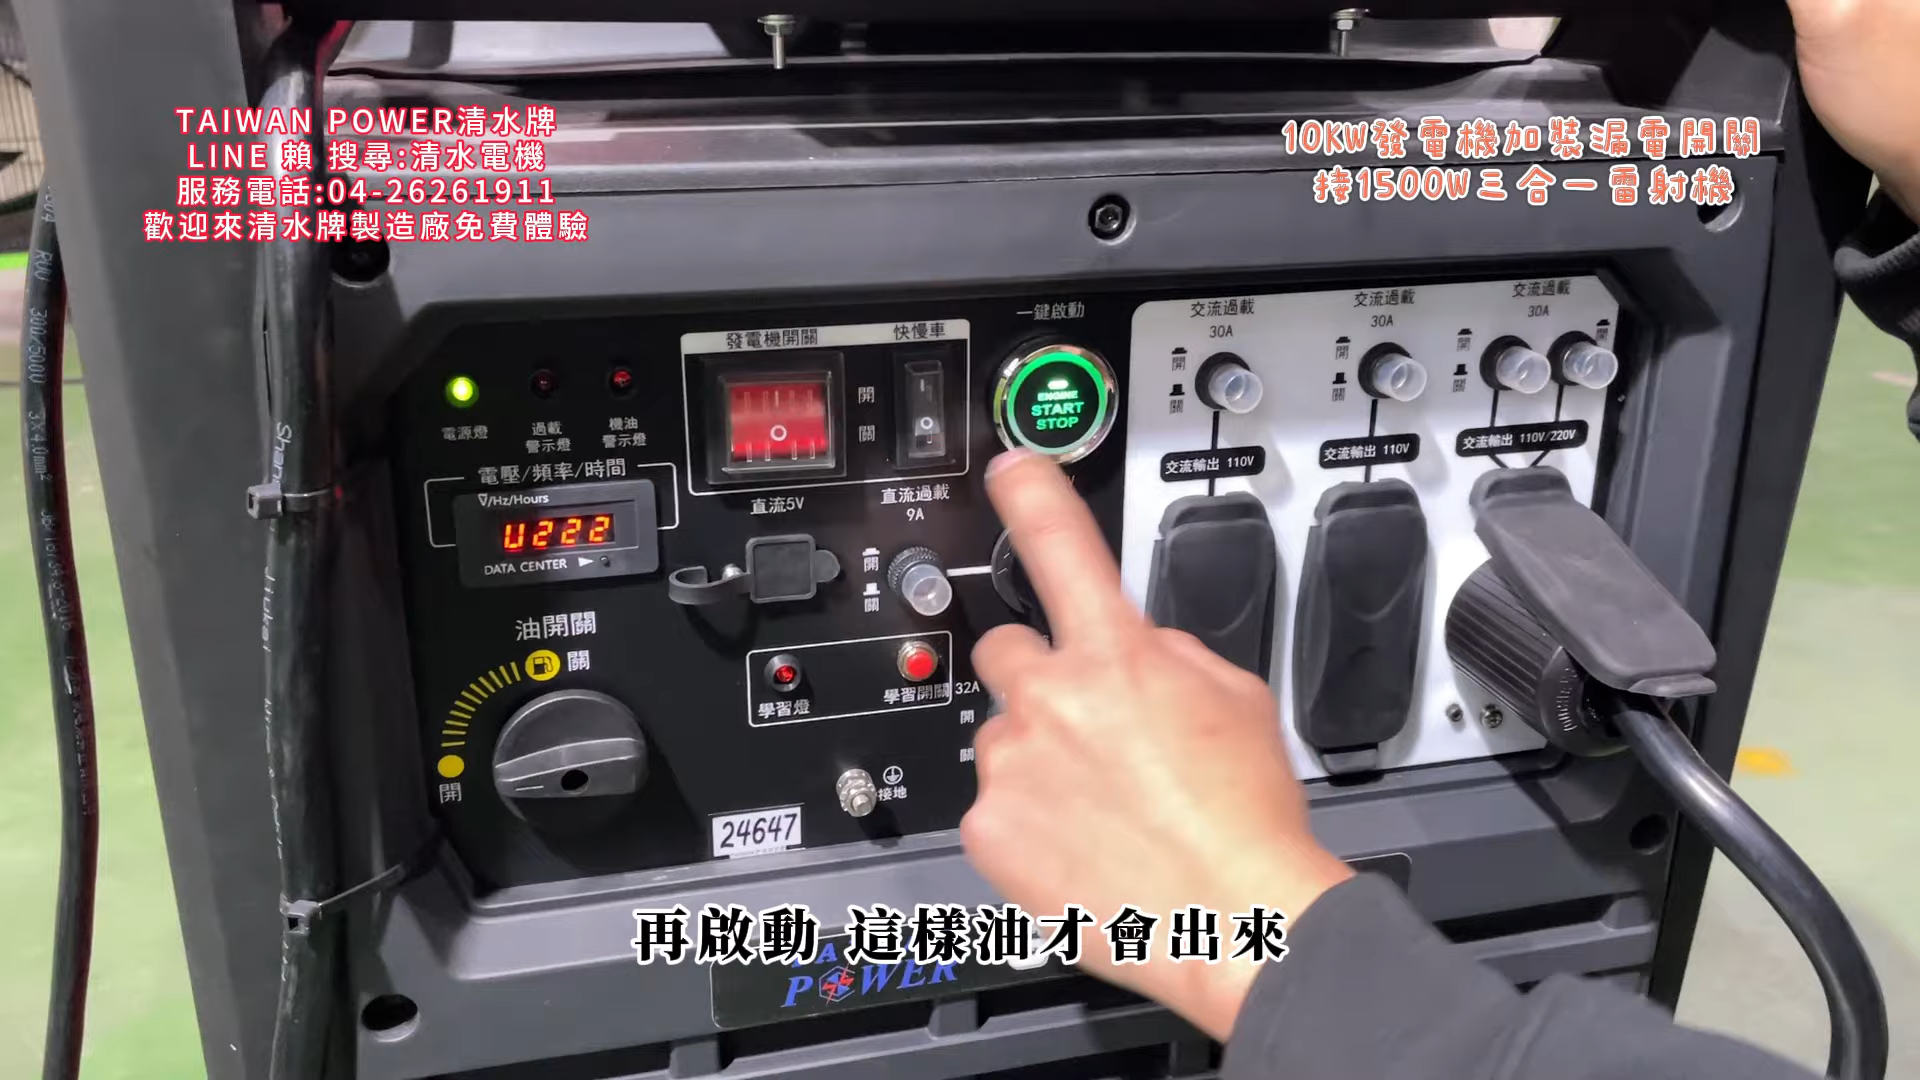 TAIWAN POWER清水牌
LINE 賴 搜尋:清水電機
服務電話:04-26261911
歡迎來清水牌製造廠免費體驗
10KW發電機加裝漏電開關
接1500W三合一雷射機
電源燈
過載
警示燈
機油
警示燈
發電機開關
快慢車
開
關
一鍵啟動
ENGINE
START
STOP
交流過載
30A
開
關
交流過載
30A
開
關
交流過載
30A
開
關
開
交流輸出 110V
交流輸出 110V
交流輸出 110V/220V
電壓/頻率/時間
V/Hz/Hours
U222
DATA CENTER
直流5V
直流過載
9A
開
關
油開關
關
開
學習燈
學習開關
32A
開
關
接地
24647
POWER
300/500V 3X4.0mm²
再啟動 這樣油才會出來